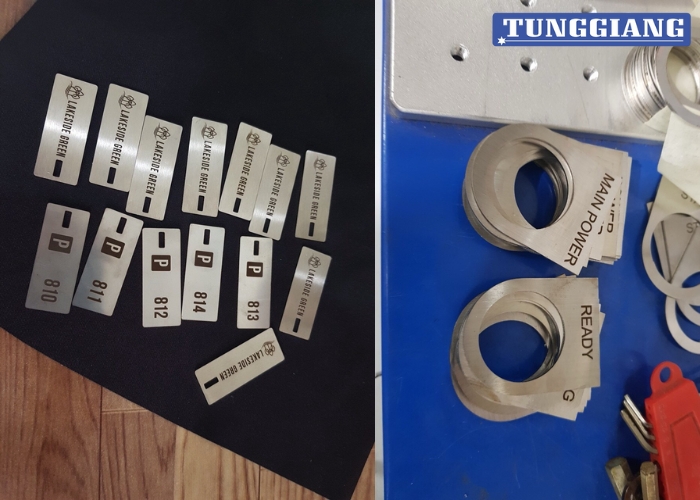 TUNGGIANG
LAKESIDE GREEN
LAKESIDE GREEN
LAKESIDE GREEN
LAKESIDE GREEN
LAKESIDE GREEN
LAKESIDE GREEN
LAKESIDE GREEN
P 810
P 811
P 812
P 814
P 813
LAKESIDE GREEN
LAKESIDE GREEN
MAIN POWER
READY
G